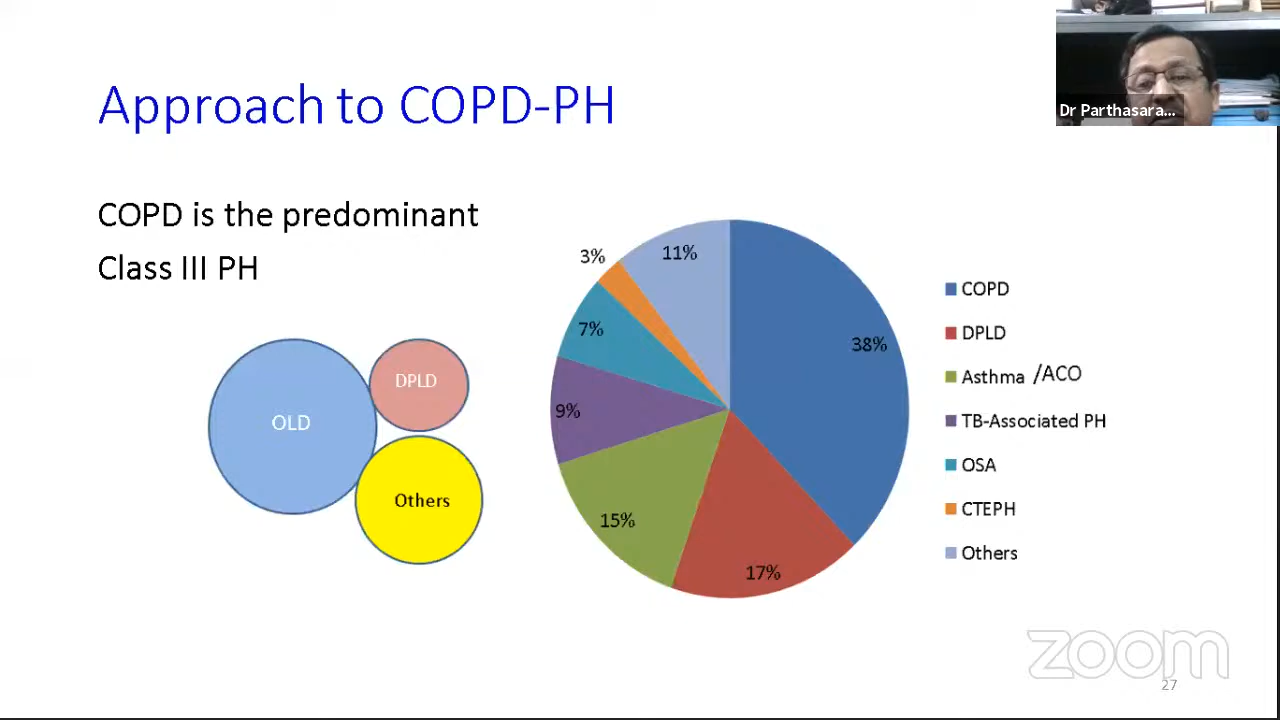 Approach to COPD-PH
Dr Parthasara...
COPD is the predominant
Class III PH
OLD
DPLD
Others
3%
11%
38%
7%
9%
15%
17%
COPD
DPLD
Asthma /ACO
TB-Associated PH
OSA
CTEPH
Others
zoom
27